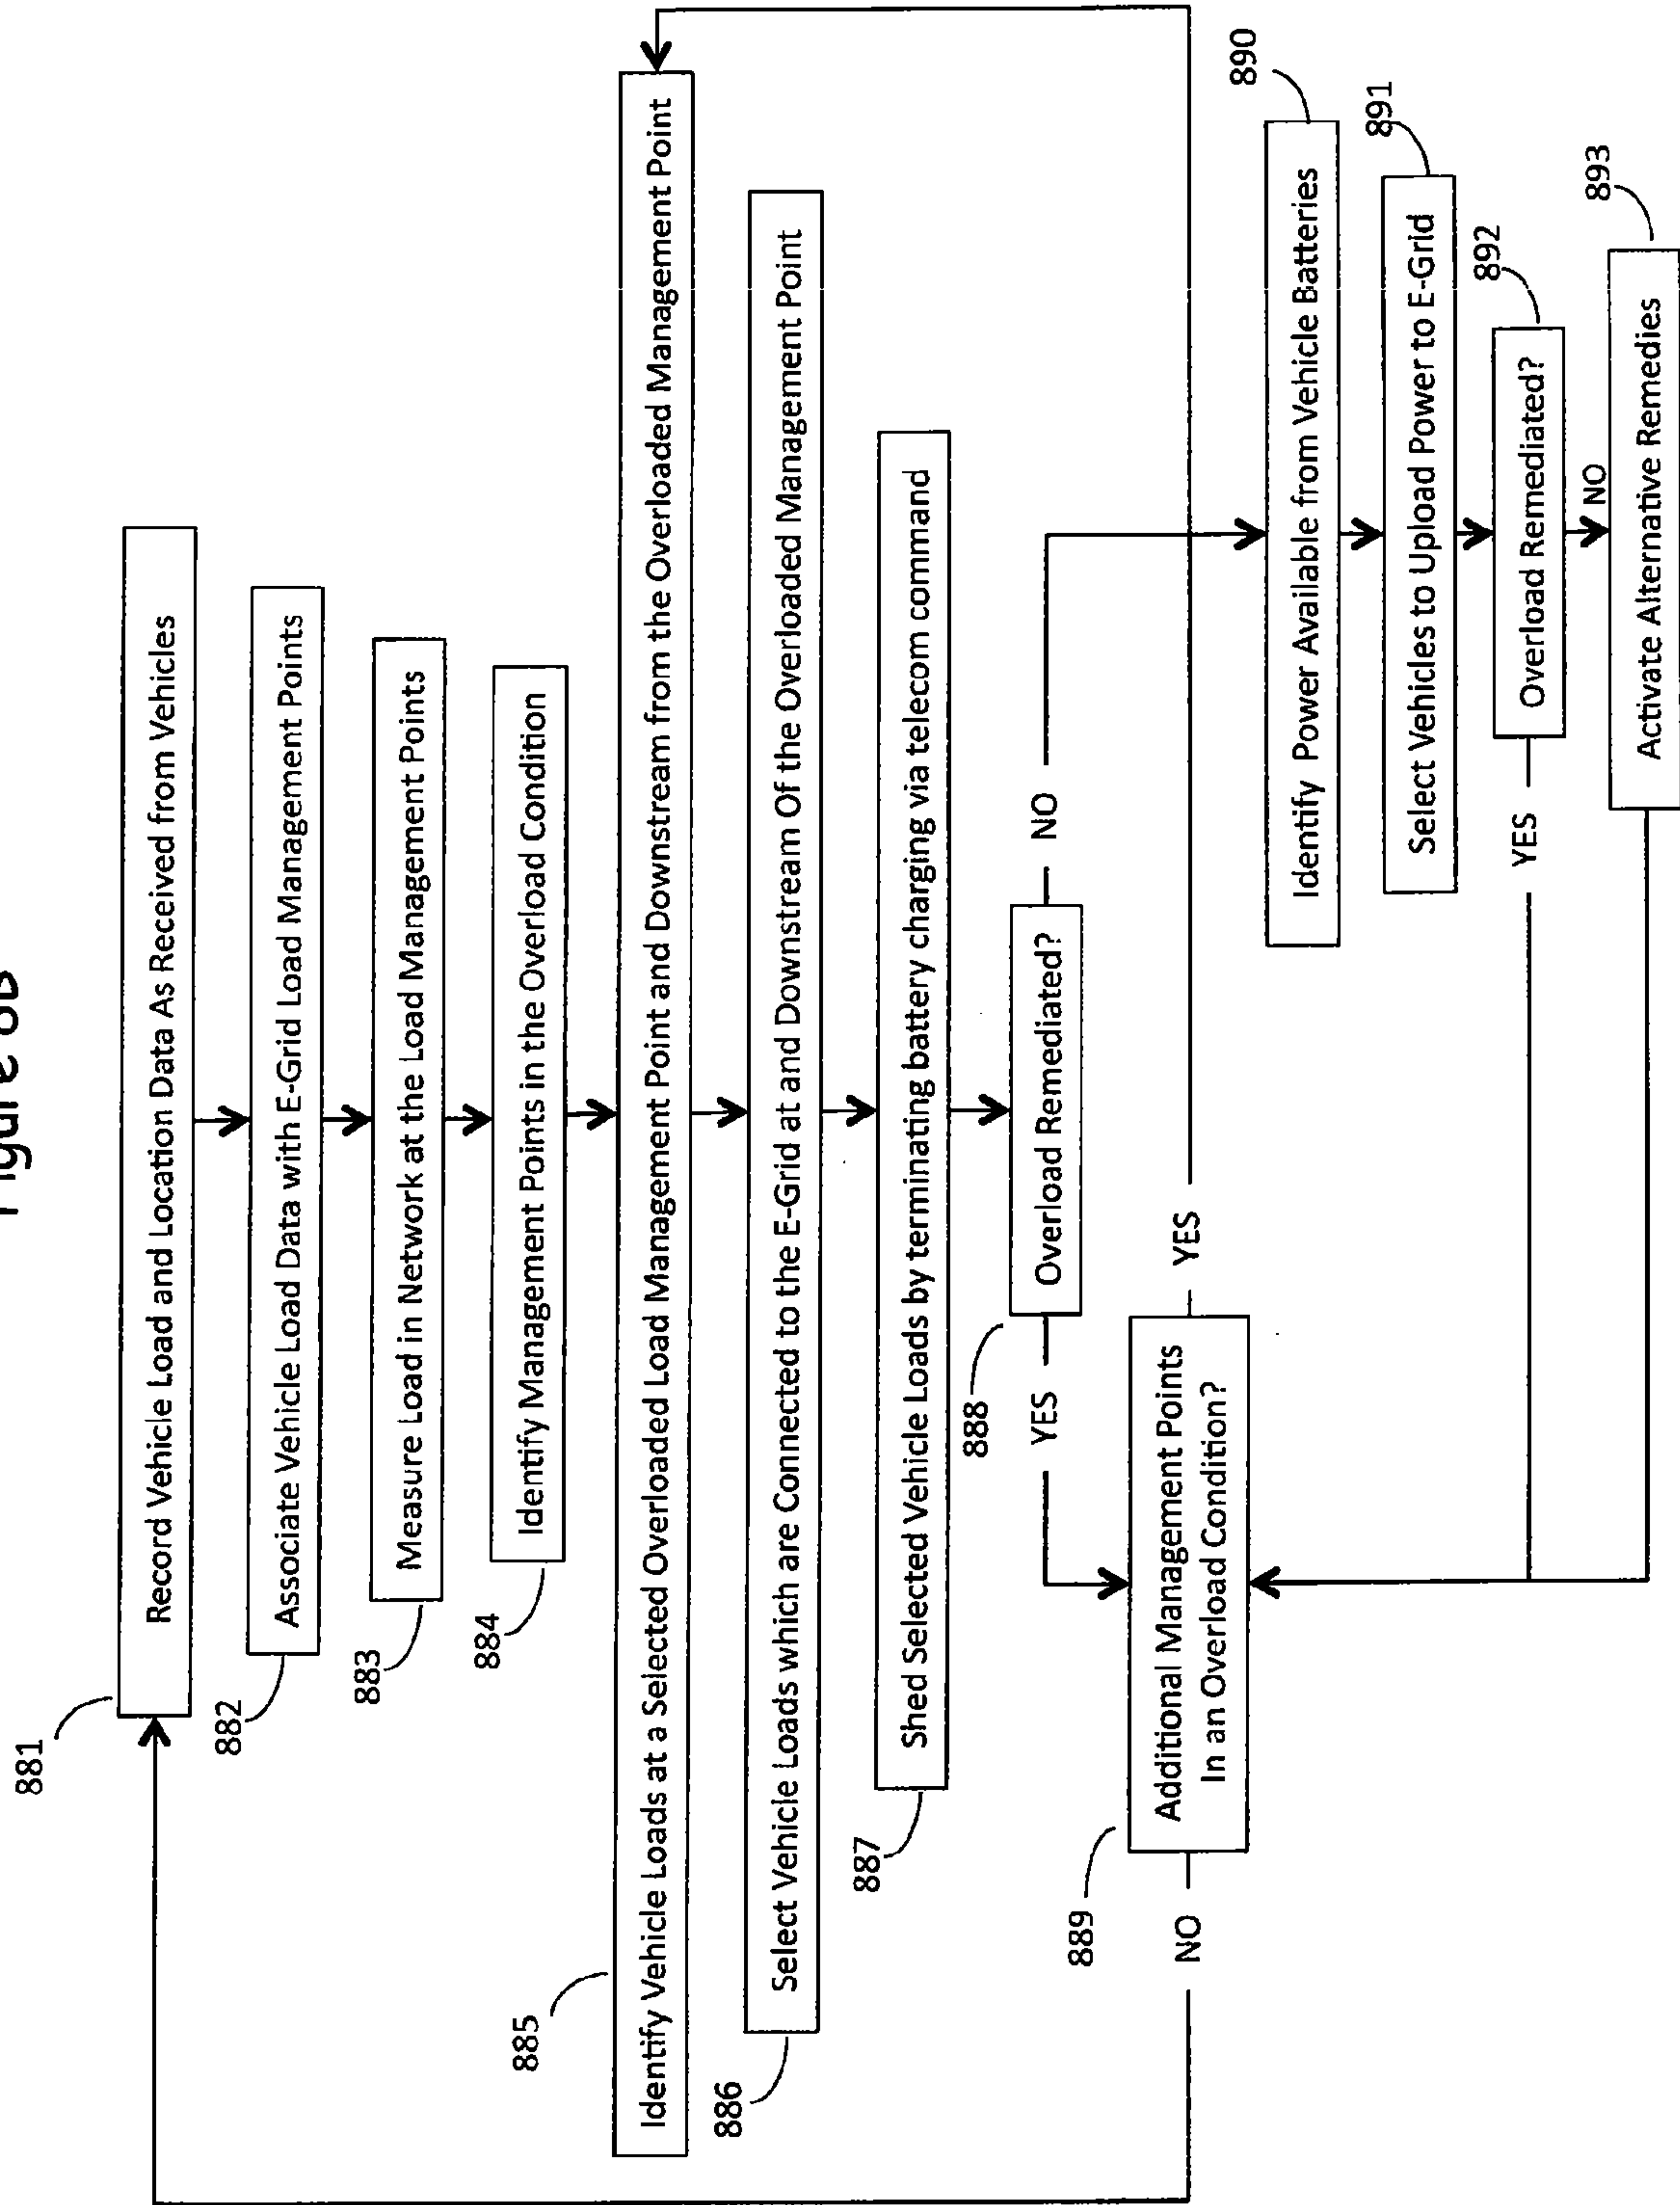 Figure
881
Record Vehicle Load and Location Data As Received from Vehicles
882
Associate Vehicle Load Data with E-Grid Load Management Points
883
Measure Load in Network at the Load Management Points
884
Identify Management Points in the Overload Condition
885
Identify Vehicle Loads at a Selected Overloaded Load Management Point and Downstream from the Overloaded Management Point
886
Select Vehicle Loads which are Connected to the E-Grid at and Downstream Of the Overloaded Management Point
887
Shed Selected Vehicle Loads by terminating battery charging via telecom command
888
Overload Remediated?
YES
NO
889
Additional Management Points
In an Overload Condition?
NO
YES
890
Identify Power Available from Vehicle Batteries
891
Select Vehicles to Upload Power to E-Grid
892
Overload Remediated?
YES
NO
893
Activate Alternative Remedies